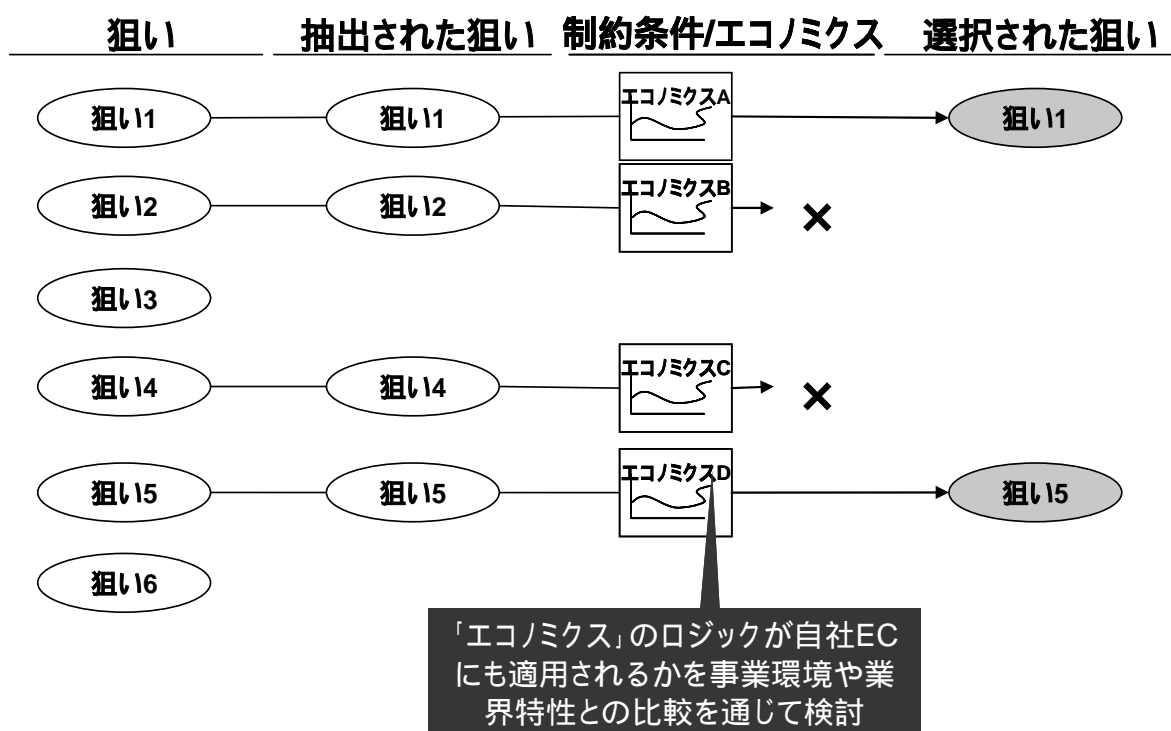 狙い 抽出された狙い 制約条件/エコノミクス 選択された狙い
狙い1 狙い1 エコノミクスA 狙い1
狙い2 狙い2 エコノミクスB ×
狙い3
狙い4 狙い4 エコノミクスC ×
狙い5 狙い5 エコノミクスD 狙い5
狙い6
「エコノミクス」のロジックが自社EC
にも適用されるかを事業環境や業
界特性との比較を通じて検討